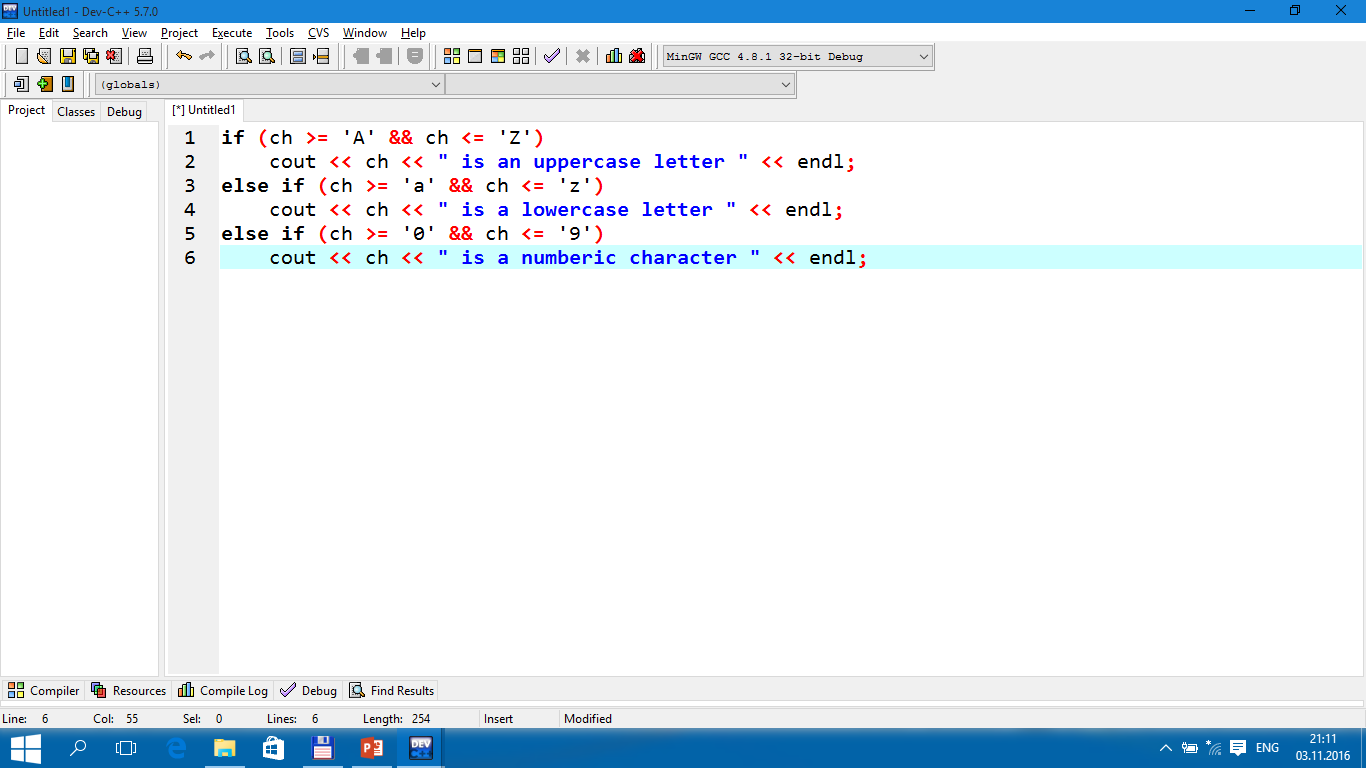 Untitled1 - Dev-C++ 5.7.0
File Edit Search View Project Execute Tools CVS Window Help
MinGW GCC 4.8.1 32-bit Debug
(globals)
Project Classes Debug
[*] Untitled1
1 if (ch >= 'A' && ch <= 'Z')
2 cout << ch << " is an uppercase letter " << endl;
3 else if (ch >= 'a' && ch <= 'z')
4 cout << ch << " is a lowercase letter " << endl;
5 else if (ch >= '0' && ch <= '9')
6 cout << ch << " is a numberic character " << endl;
Compiler Resources Compile Log Debug Find Results
Line: 6 Col: 55 Sel: 0 Lines: 6 Length: 254 Insert Modified
DEV C++
ENG
21:11
03.11.2016